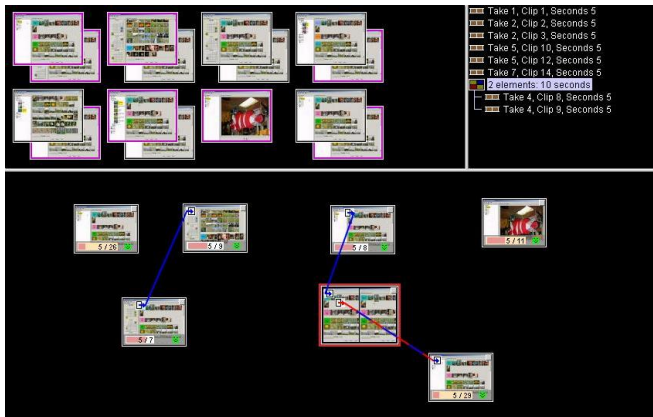 Take 1, Clip 1, Seconds 5
Take 2, Clip 2, Seconds 5
Take 2, Clip 3, Seconds 5
Take 5, Clip 10, Seconds 5
Take 5, Clip 12, Seconds 5
Take 7, Clip 14, Seconds 5
2 elements: 10 seconds
Take 4, Clip 8, Seconds 5
Take 4, Clip 9, Seconds 5
5 / 26
5 / 9
5 / 8
5 / 11
5 / 7
5 / 29